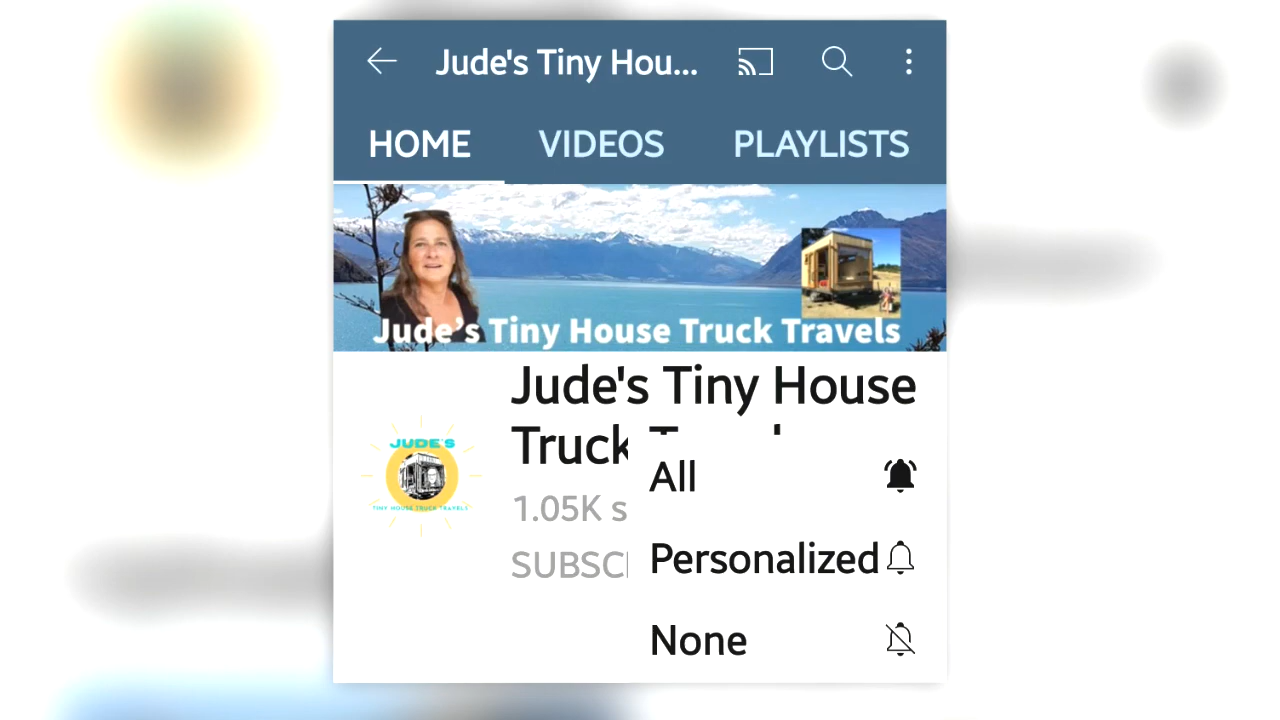 Jude's Tiny Hou...
HOME VIDEOS PLAYLISTS
Jude's Tiny House Truck Travels
Jude's Tiny House
Truck
JUDE'S
TINY HOUSE TRUCK TRAVELS
1.05K s
SUBSC
All
Personalized
None